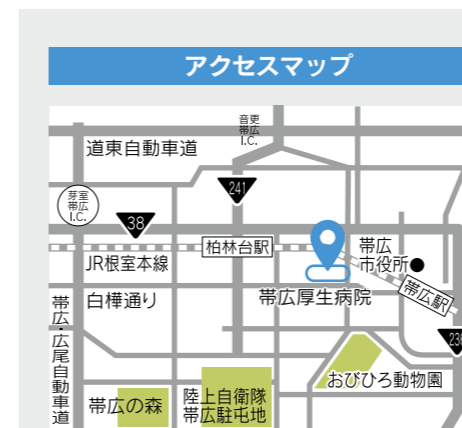 アクセスマップ
音更
帯広
I.C.
道東自動車道
241
芽室
帯広
I.C.
38
柏林台駅
帯広
市役所
JR根室本線
白樺通り
帯広厚生病院
帯広駅
帯広・広尾自動車道
おびひろ動物園
帯広の森
陸上自衛隊
帯広駐屯地